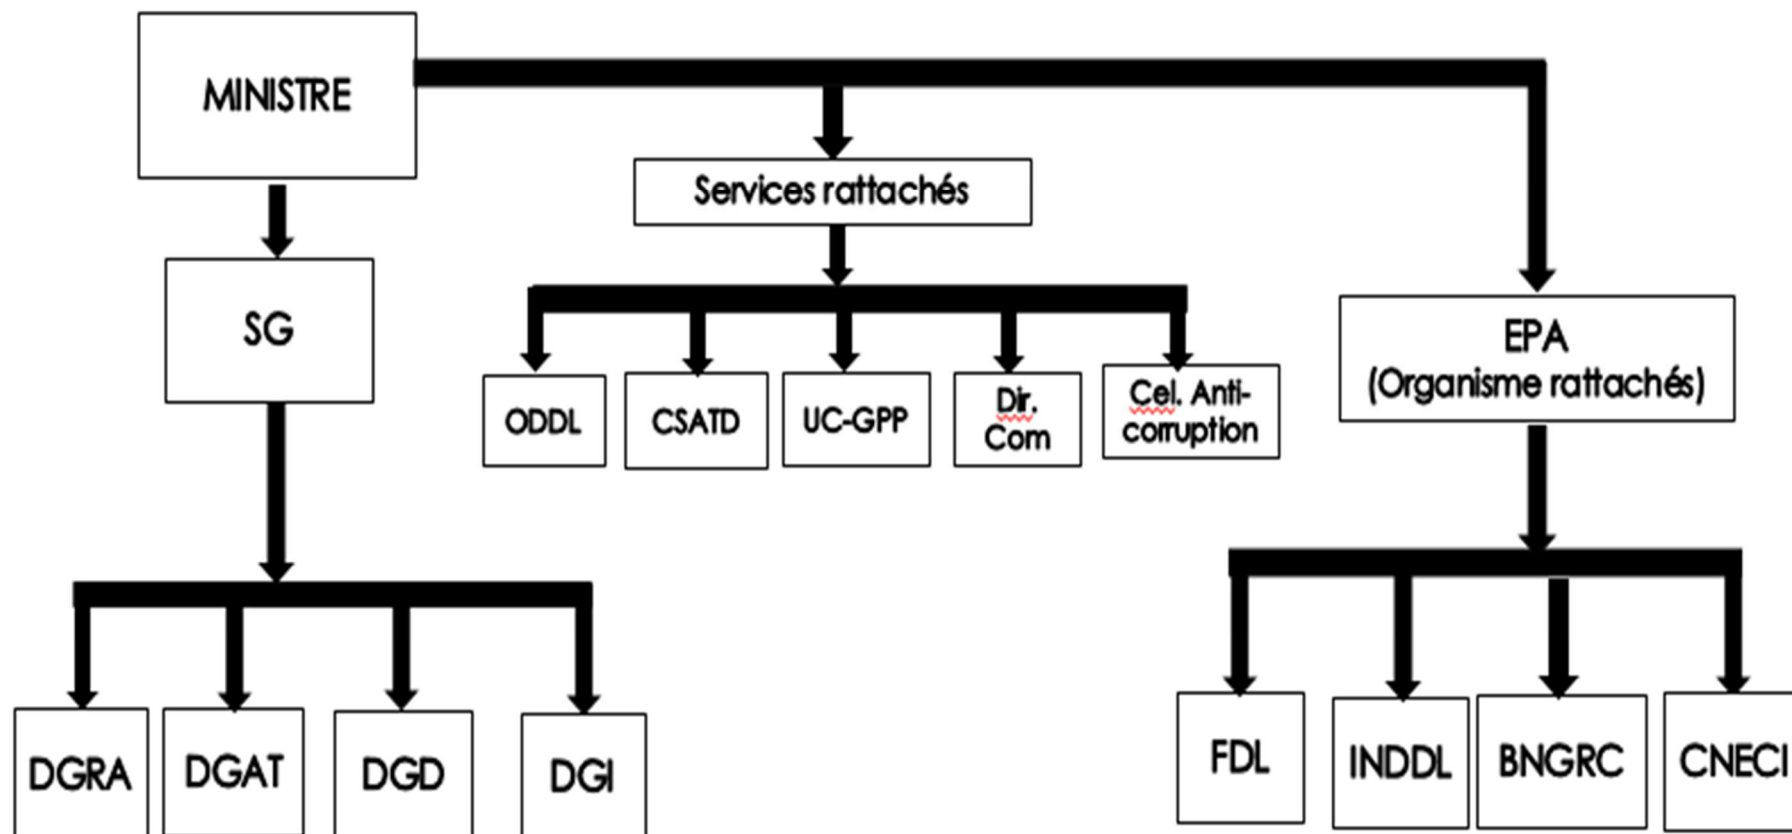 MINISTRE
Services rattachés
SG
EPA
(Organisme rattachés)
ODDL
CSATD
UC-GPP
Dir.
Com
Cel. Anti-
corruption
DGRA
DGAT
DGD
DGI
FDL
INDDL
BNGRC
CNECI